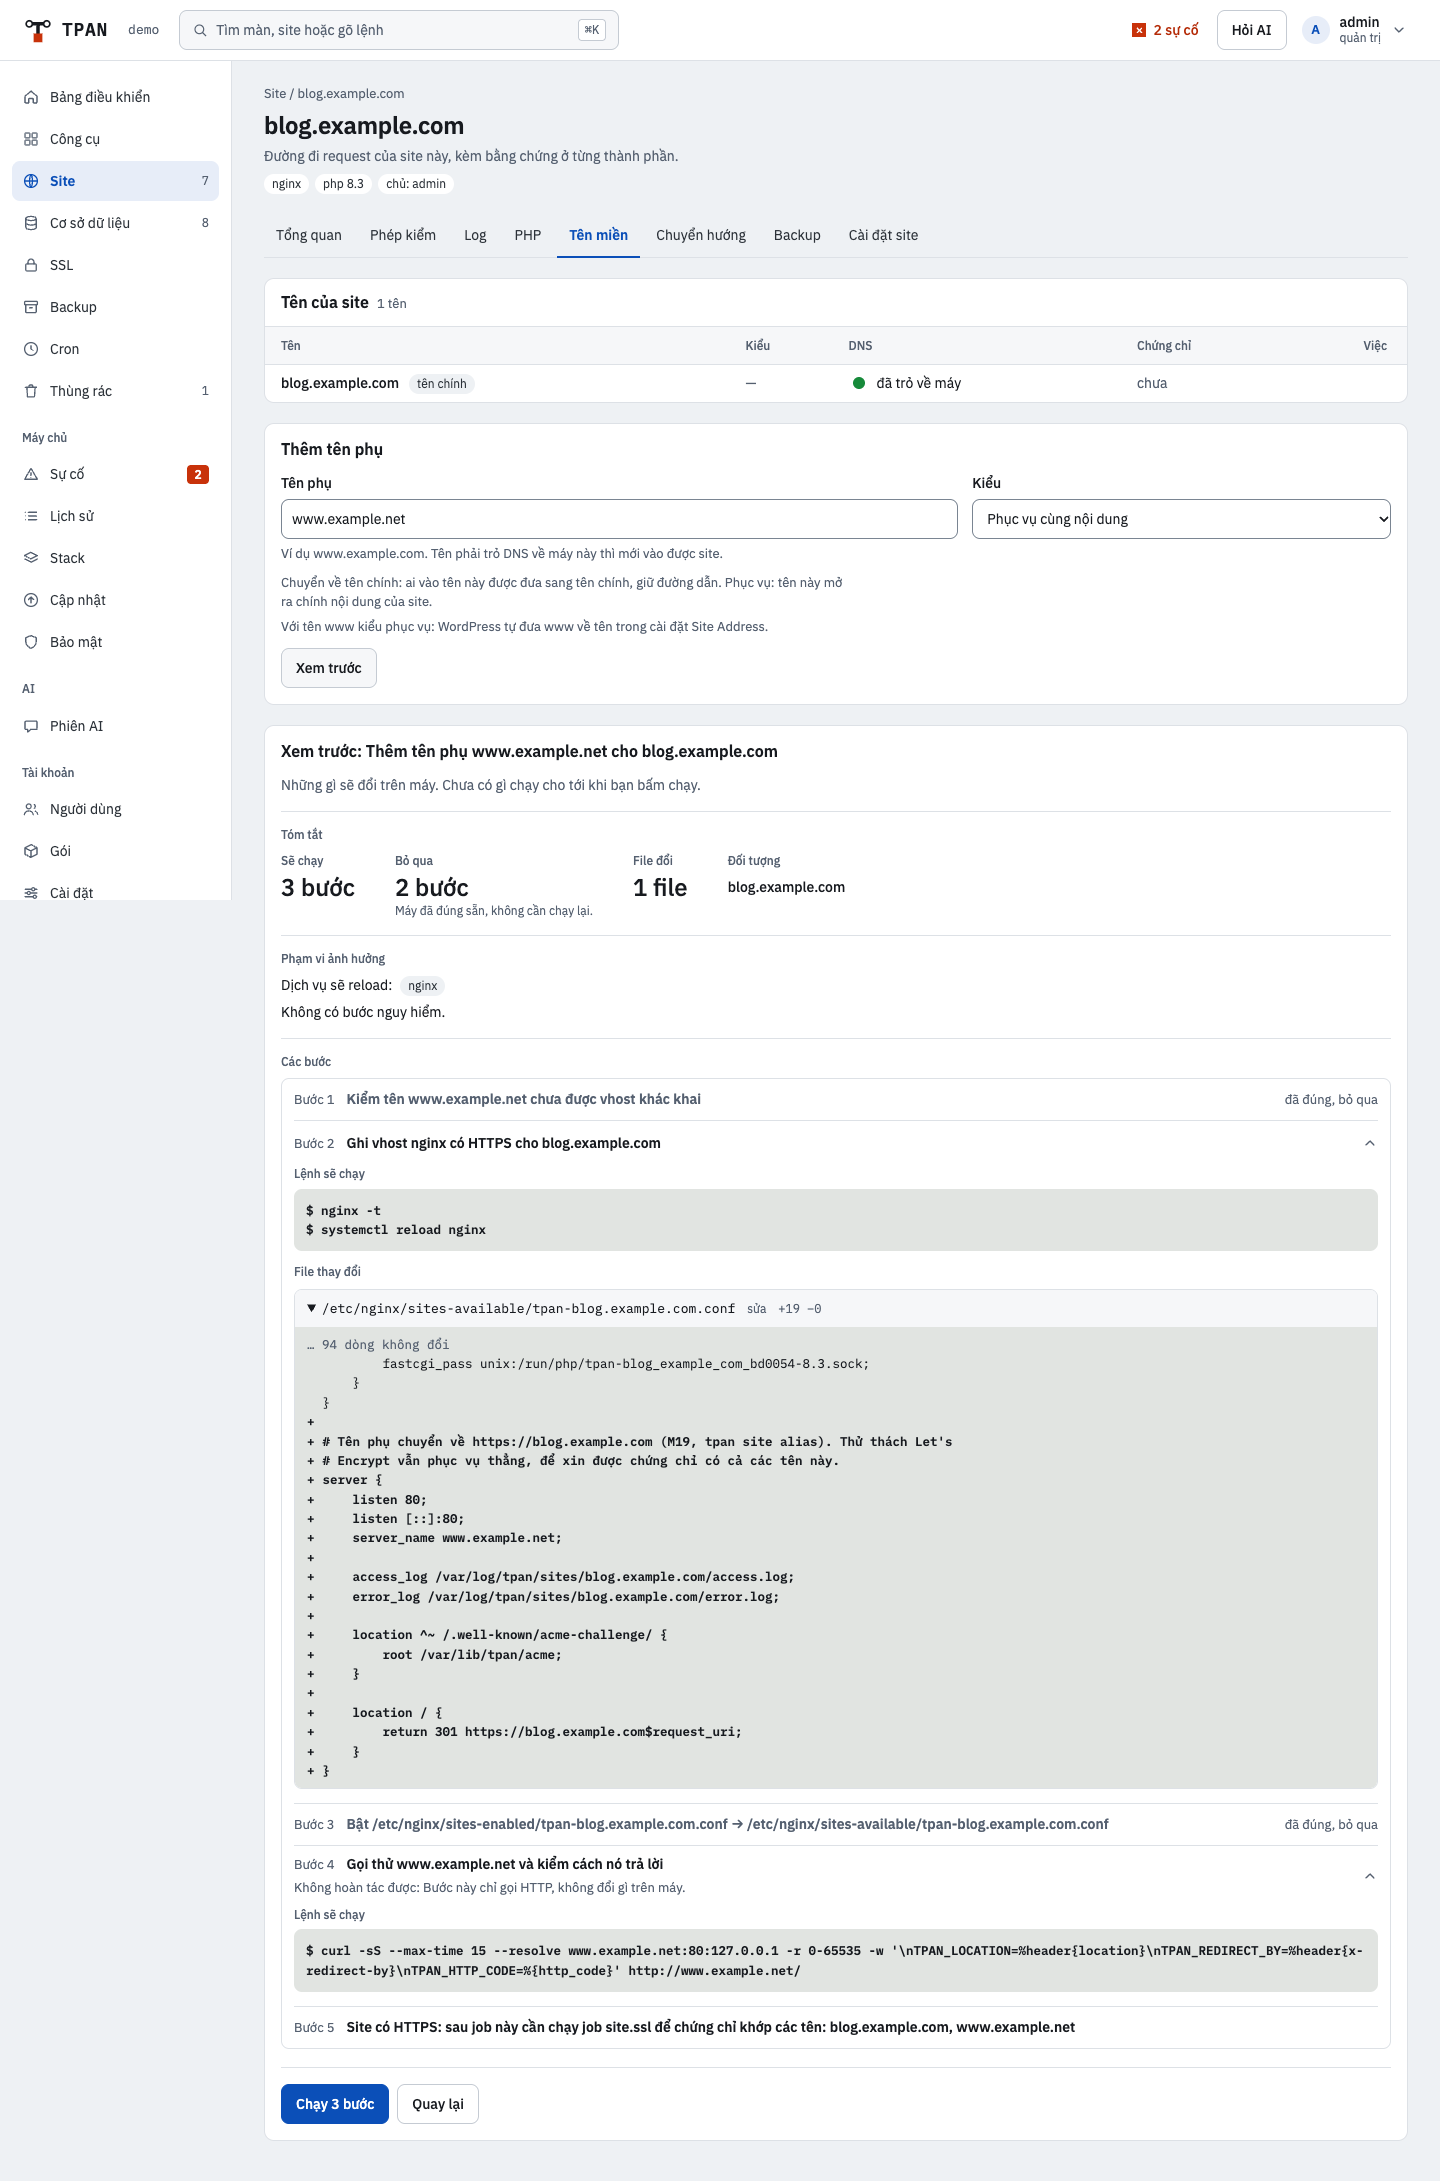 TPAN demo
Tìm màn, site hoặc gõ lệnh ⌘K
2 sự cố
Hỏi AI
A
admin
quản trị
Bảng điều khiển
Công cụ
Site 7
Cơ sở dữ liệu 8
SSL
Backup
Cron
Thùng rác 1
Máy chủ
Sự cố 2
Lịch sử
Stack
Cập nhật
Bảo mật
AI
Phiên AI
Tài khoản
Người dùng
Gói
Cài đặt
Site / blog.example.com
blog.example.com
Đường đi request của site này, kèm bằng chứng ở từng thành phần.
nginx php 8.3 chủ: admin
Tổng quan Phép kiểm Log PHP Tên miền Chuyển hướng Backup Cài đặt site
Tên của site 1 tên
Tên Kiểu DNS Chứng chỉ Việc
blog.example.com tên chính — đã trỏ về máy chưa
Thêm tên phụ
Tên phụ Kiểu
www.example.net Phục vụ cùng nội dung
Ví dụ www.example.com. Tên phải trỏ DNS về máy này thì mới vào được site.
Chuyển về tên chính: ai vào tên này được đưa sang tên chính, giữ đường dẫn. Phục vụ: tên này mở
ra chính nội dung của site.
Với tên www kiểu phục vụ: WordPress tự đưa www về tên trong cài đặt Site Address.
Xem trước
Xem trước: Thêm tên phụ www.example.net cho blog.example.com
Những gì sẽ đổi trên máy. Chưa có gì chạy cho tới khi bạn bấm chạy.
Tóm tắt
Sẽ chạy Bỏ qua File đổi Đối tượng
3 bước 2 bước 1 file blog.example.com
Máy đã đúng sẵn, không cần chạy lại.
Phạm vi ảnh hưởng
Dịch vụ sẽ reload: nginx
Không có bước nguy hiểm.
Các bước
Bước 1 Kiểm tên www.example.net chưa được vhost khác khai đã đúng, bỏ qua
Bước 2 Ghi vhost nginx có HTTPS cho blog.example.com
Lệnh sẽ chạy
$ nginx -t
$ systemctl reload nginx
File thay đổi
▼ /etc/nginx/sites-available/tpan-blog.example.com.conf sửa +19 −0
… 94 dòng không đổi
fastcgi_pass unix:/run/php/tpan-blog_example_com_bd0054-8.3.sock;
}
}
+
+ # Tên phụ chuyển về https://blog.example.com (M19, tpan site alias). Thử thách Let's
+ # Encrypt vẫn phục vụ thẳng, để xin được chứng chỉ có cả các tên này.
+ server {
+ listen 80;
+ listen [::]:80;
+ server_name www.example.net;
+
+ access_log /var/log/tpan/sites/blog.example.com/access.log;
+ error_log /var/log/tpan/sites/blog.example.com/error.log;
+
+ location ^~ /.well-known/acme-challenge/ {
+ root /var/lib/tpan/acme;
+ }
+
+ location / {
+ return 301 https://blog.example.com$request_uri;
+ }
+ }
Bước 3 Bật /etc/nginx/sites-enabled/tpan-blog.example.com.conf → /etc/nginx/sites-available/tpan-blog.example.com.conf đã đúng, bỏ qua
Bước 4 Gọi thử www.example.net và kiểm cách nó trả lời
Không hoàn tác được: Bước này chỉ gọi HTTP, không đổi gì trên máy.
Lệnh sẽ chạy
$ curl -sS --max-time 15 --resolve www.example.net:80:127.0.0.1 -r 0-65535 -w '\nTPAN_LOCATION=%header{location}\nTPAN_REDIRECT_BY=%header{x-
redirect-by}\nTPAN_HTTP_CODE=%{http_code}' http://www.example.net/
Bước 5 Site có HTTPS: sau job này cần chạy job site.ssl để chứng chỉ khớp các tên: blog.example.com, www.example.net
Chạy 3 bước Quay lại